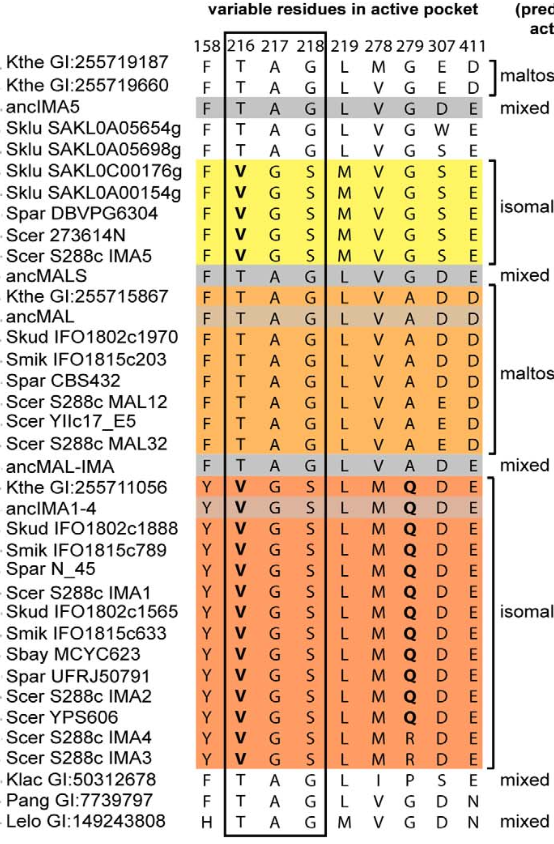 variable residues in active pocket (pred
act
158 216 217 218 219 278 279 307 411
Kthe GI:255719187 F T A G L M G E D
maltos
Kthe GI:255719660 F T A G L V G E D
ancIMA5 F T A G L V G D E mixed
Sklu SAKL0A05654g F T A G L V G W E
Sklu SAKL0A05698g F T A G L V G S E
Sklu SAKL0C00176g F V G S M V G S E
Sklu SAKL0A00154g F V G S M V G S E
Spar DBVPG6304 F V G S M V G S E isomal
Scer 273614N F V G S M V G S E
Scer S288c IMA5 F V G S M V G S E
ancMALS F T A G L V G D E mixed
Kthe GI:255715867 F T A G L V A D D
ancMAL F T A G L V A D D
Skud IFO1802c1970 F T A G L V A D D
Smik IFO1815c203 F T A G L V A D D
maltos
Spar CBS432 F T A G L V A D D
Scer S288c MAL12 F T A G L V A E D
Scer YIIc17_E5 F T A G L V A E D
Scer S288c MAL32 F T A G L V A E D
ancMAL-IMA F T A G L V A D E mixed
Kthe GI:255711056 Y V G S L M Q D E
ancIMA1-4 Y V G S L M Q D E
Skud IFO1802c1888 Y V G S L M Q D E
Smik IFO1815c789 Y V G S L M Q D E
Spar N_45 Y V G S L M Q D E
Scer S288c IMA1 Y V G S L M Q D E
Skud IFO1802c1565 Y V G S L M Q D E isomal
Smik IFO1815c633 Y V G S L M Q D E
Sbay MCYC623 Y V G S L M Q D E
Spar UFRJ50791 Y V G S L M Q D E
Scer S288c IMA2 Y V G S L M Q D E
Scer YPS606 Y V G S L M Q D E
Scer S288c IMA4 Y V G S L M R D E
Scer S288c IMA3 Y V G S L M R D E
Klac GI:50312678 F T A G L I P S E mixed
Pang GI:7739797 F T A G L V G D N
Lelo GI:149243808 H T A G M V G D N mixed